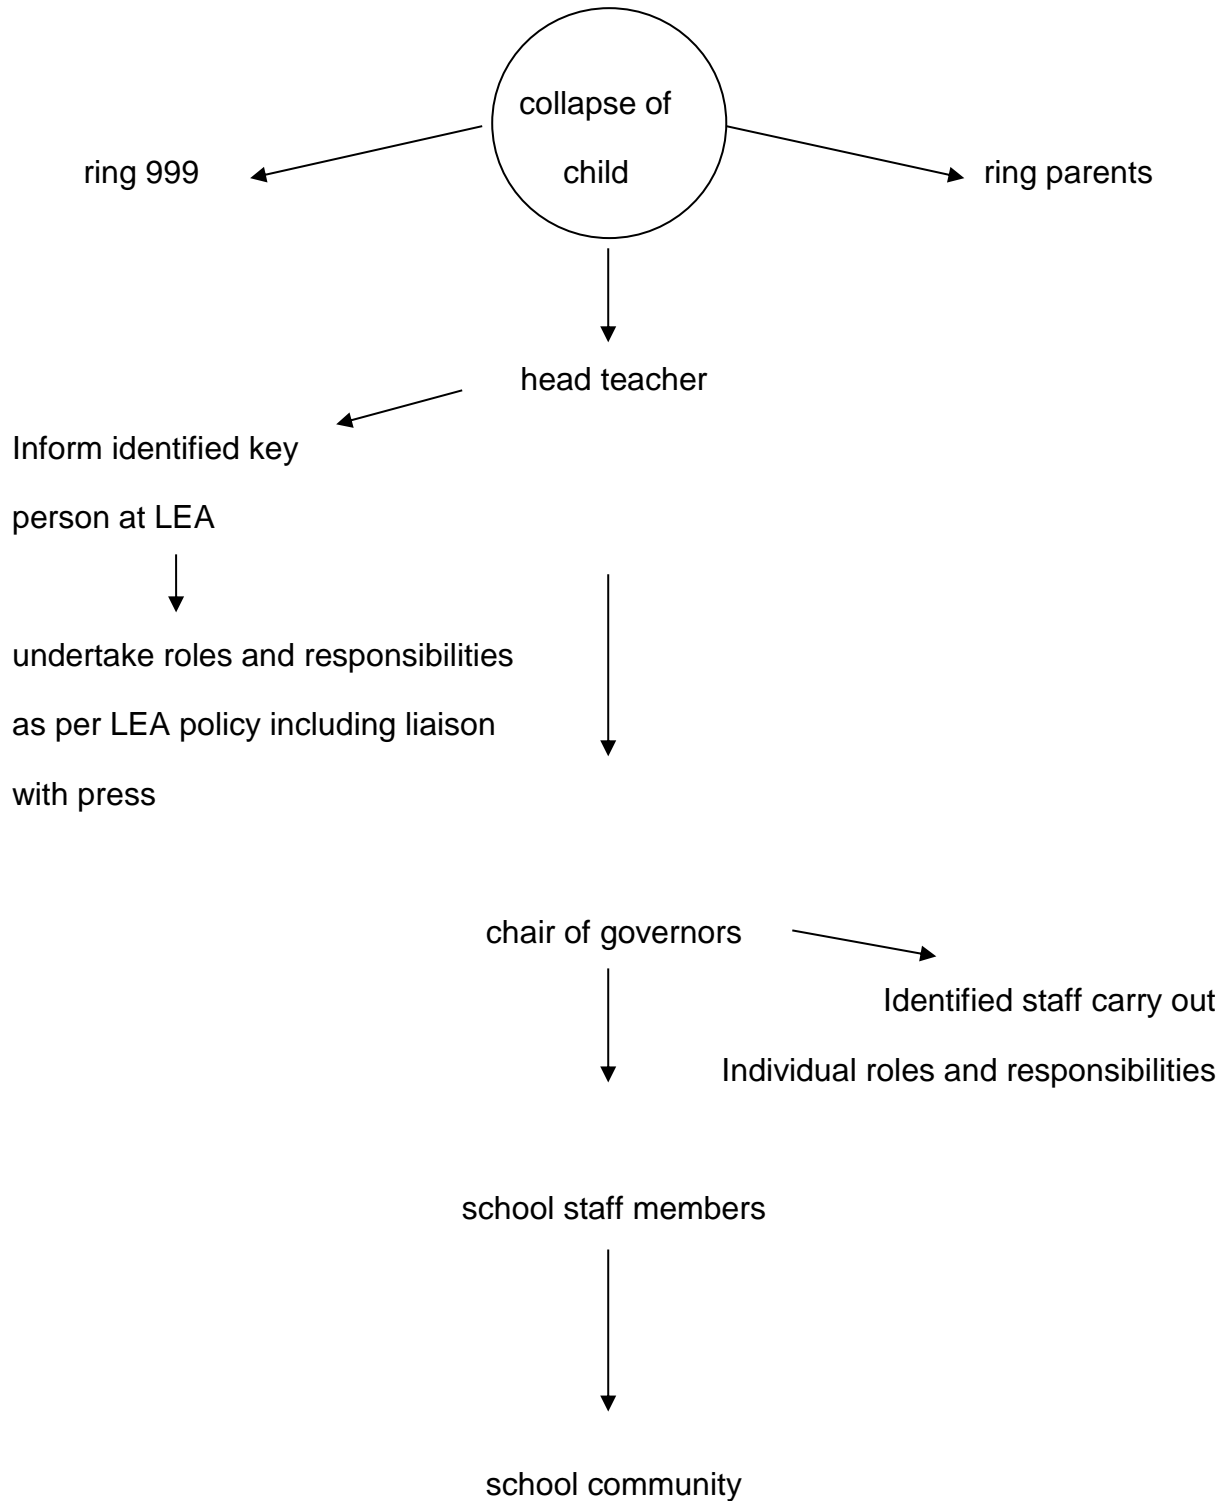 collapse of
child
ring 999
ring parents
head teacher
Inform identified key
person at LEA
undertake roles and responsibilities
as per LEA policy including liaison
with press
chair of governors
Identified staff carry out
Individual roles and responsibilities
school staff members
school community